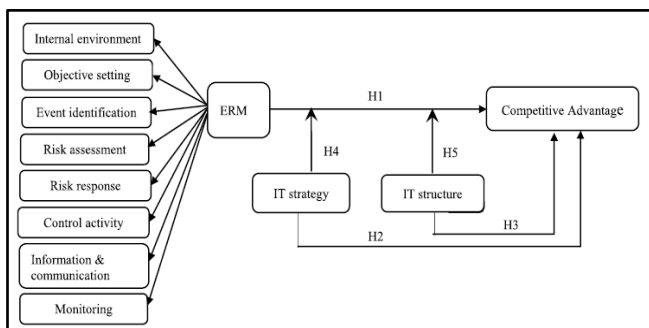 Internal environment
Objective setting
Event identification
Risk assessment
Risk response
Control activity
Information &
communication
Monitoring
ERM
H1
Competitive Advantage
H4
H5
IT strategy
IT structure
H3
H2